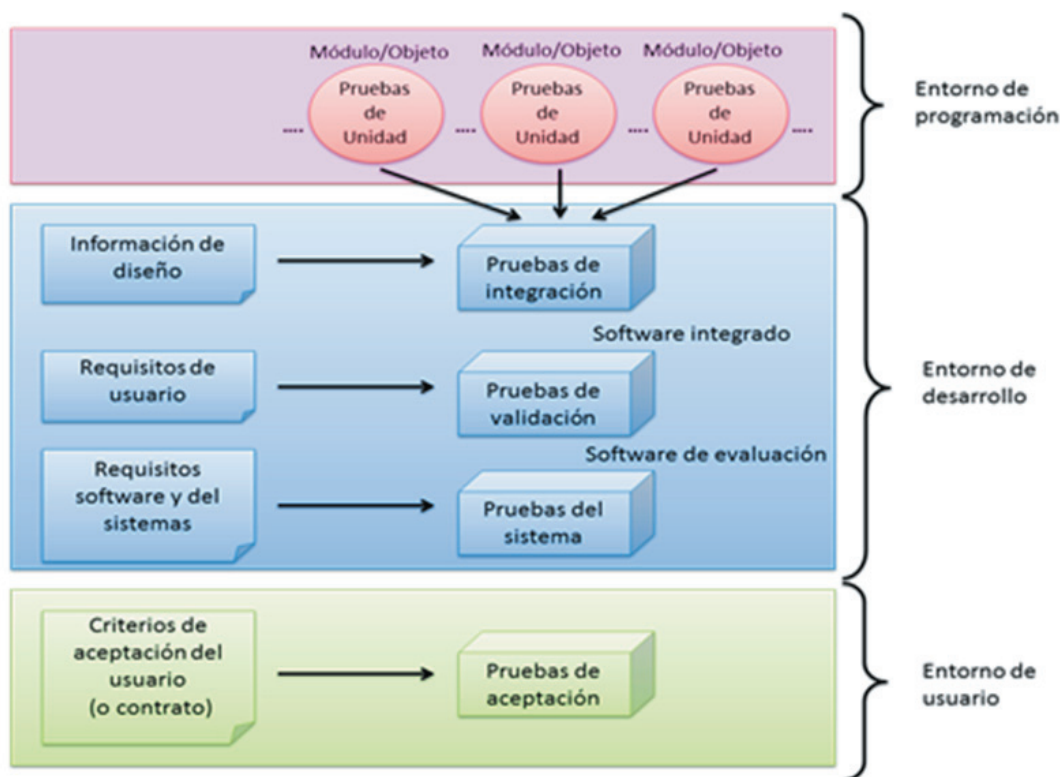 Módulo/Objeto
Módulo/Objeto
Módulo/Objeto
Pruebas
de
Unidad
Pruebas
de
Unidad
Pruebas
de
Unidad
....
....
....
....
Entorno de
programación
Información de
diseño
Pruebas de
integración
Software integrado
Requisitos de
usuario
Pruebas de
validación
Entorno de
desarrollo
Software de evaluación
Requisitos
software y del
sistemas
Pruebas del
sistema
Criterios de
aceptación del
usuario
(o contrato)
Pruebas de
aceptación
Entorno de
usuario